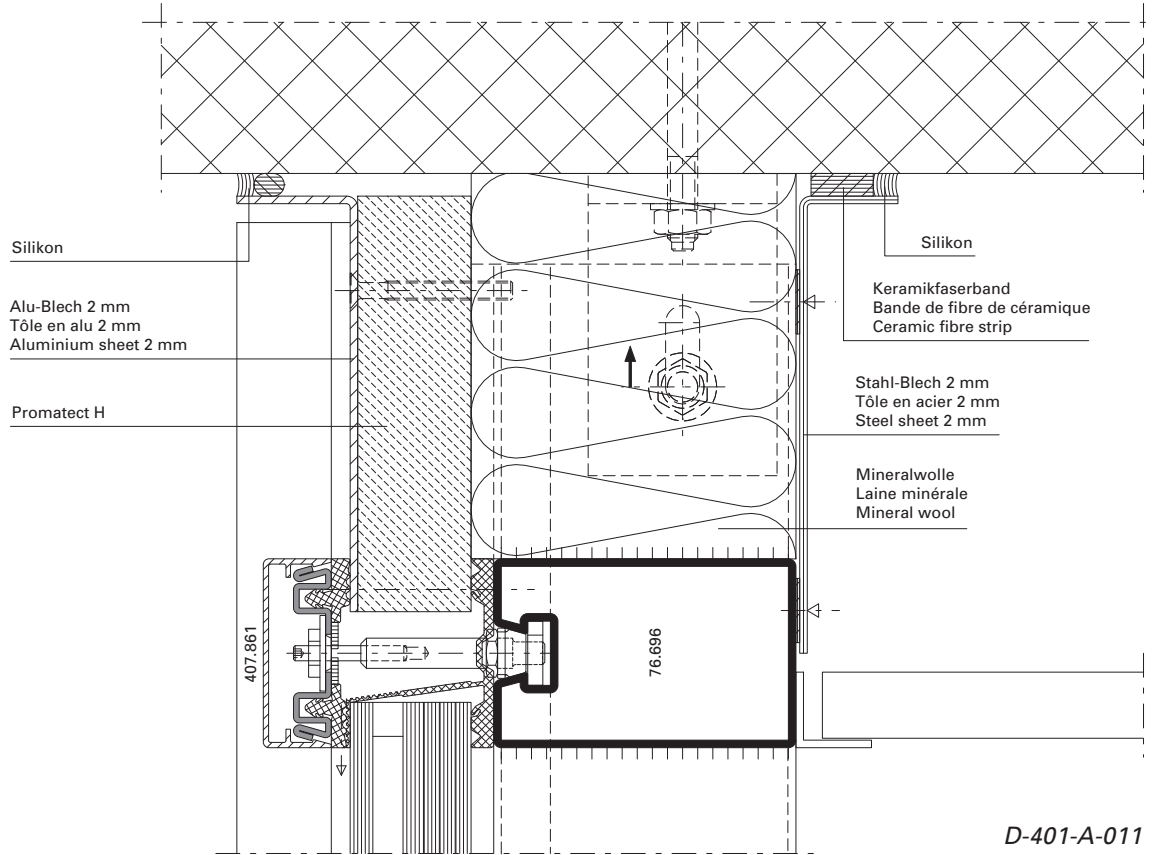 Silikon
Alu-Blech 2 mm
Tôle en alu 2 mm
Aluminium sheet 2 mm
Promatect H
Silikon
Keramikfaserband
Bande de fibre de céramique
Ceramic fibre strip
Stahl-Blech 2 mm
Tôle en acier 2 mm
Steel sheet 2 mm
Mineralwolle
Laine minérale
Mineral wool
407.861
76.696
D-401-A-011